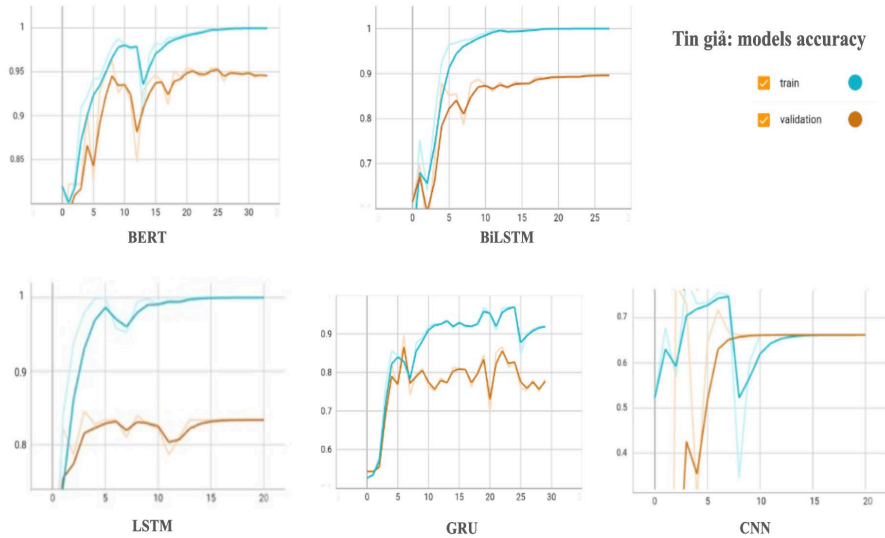 Tin giả: models accuracy
train
validation
1
0.95
0.9
0.85
0 5 10 15 20 25 30
BERT
1
0.9
0.8
0.7
0 5 10 15 20 25
BiLSTM
1
0.9
0.8
0 5 10 15 20
LSTM
0.9
0.8
0.7
0.6
0 5 10 15 20 25 30
GRU
0.7
0.6
0.5
0.4
0 5 10 15 20
CNN